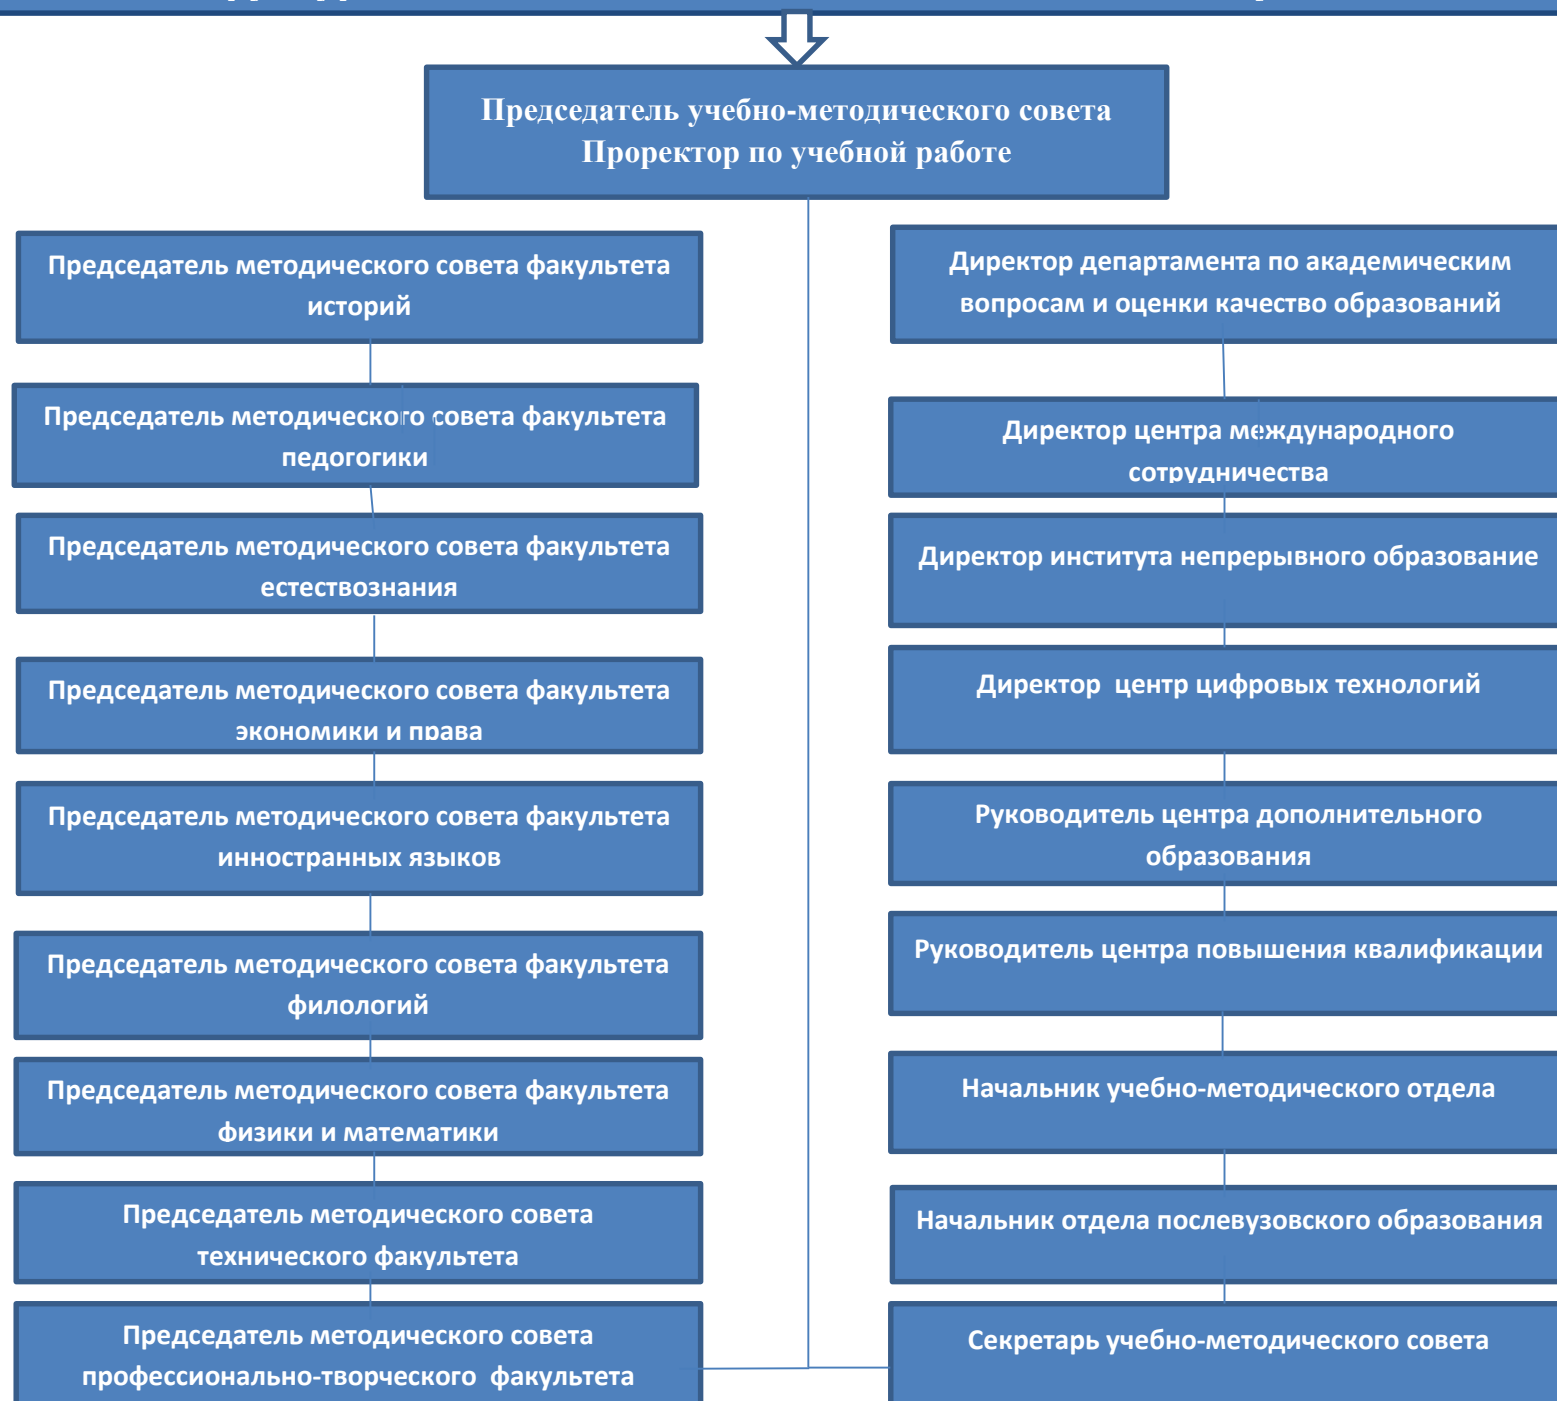 Председатель учебно-методического совета
Проректор по учебной работе
Председатель методического совета факультета
историй
Председатель методического совета факультета
педогогики
Председатель методического совета факультета
естествознания
Председатель методического совета факультета
экономики и права
Председатель методического совета факультета
инностранных языков
Председатель методического совета факультета
филологий
Председатель методического совета факультета
физики и математики
Председатель методического совета
технического факультета
Председатель методического совета
профессионально-творческого факультета
Директор департамента по академическим
вопросам и оценки качество образований
Директор центра международного
сотрудничества
Директор института непрерывного образование
Директор центр цифровых технологий
Руководитель центра дополнительного
образования
Руководитель центра повышения квалификации
Начальник учебно-методического отдела
Начальник отдела послевузовского образования
Секретарь учебно-методического совета